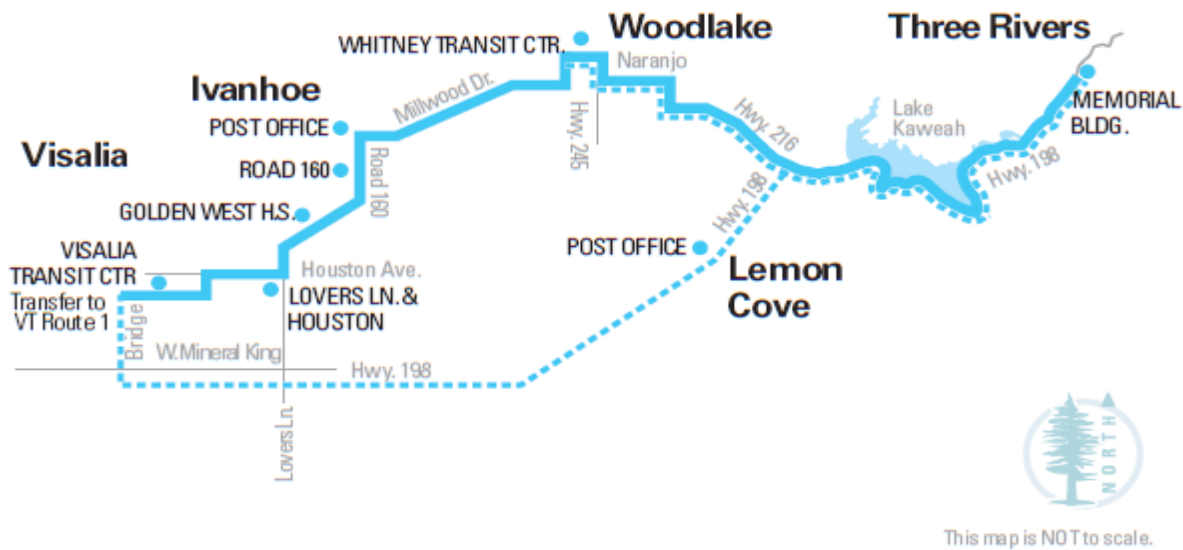 Woodlake
Three Rivers
WHITNEY TRANSIT CTR.
Naranjo
Ivanhoe
Millwood Dr.
Hwy. 245
Hwy. 216
Lake
Kaweah
MEMORIAL
BLDG.
POST OFFICE
Visalia
ROAD 160
Road 160
Hwy. 198
Hwy. 198
GOLDEN WEST H.S.
POST OFFICE
VISALIA
TRANSIT CTR
Transfer to
VT Route 1
Houston Ave.
LOVERS LN. &
HOUSTON
Lemon
Cove
Bridge
W. Mineral King
Hwy. 198
Lovers Ln.
NORTH
This map is NOT to scale.